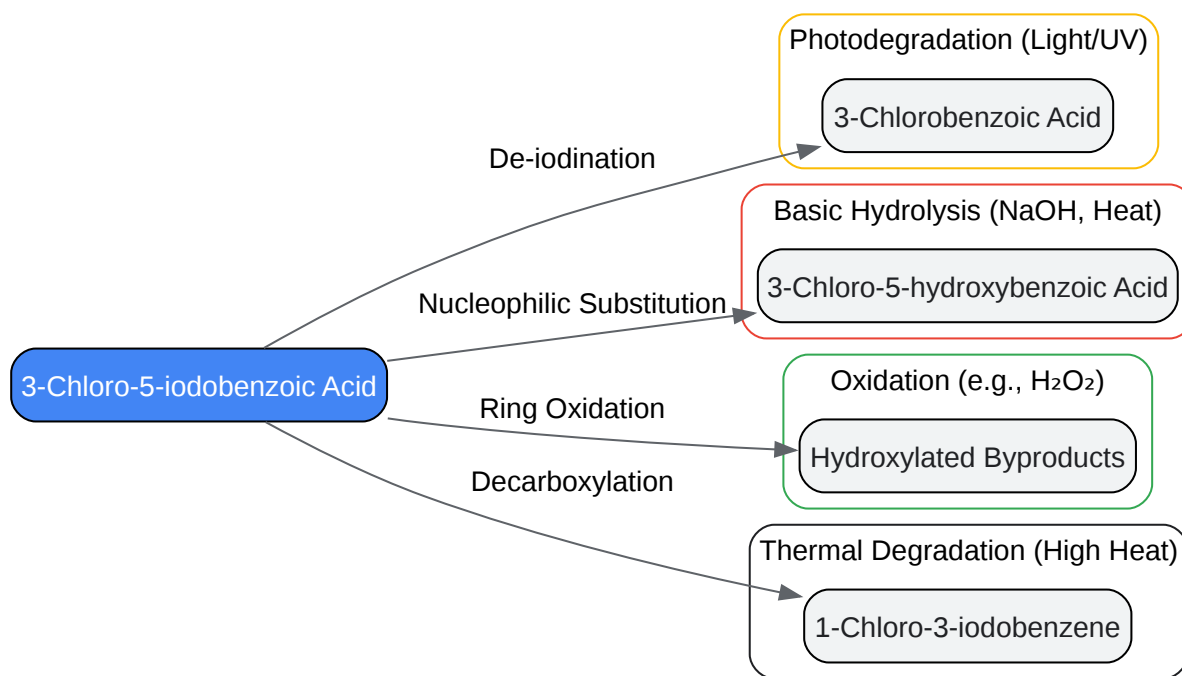 Photodegradation (Light/UV)
3-Chlorobenzoic Acid
De-iodination
Basic Hydrolysis (NaOH, Heat)
3-Chloro-5-hydroxybenzoic Acid
Nucleophilic Substitution
3-Chloro-5-iodobenzoic Acid
Oxidation (e.g., H₂O₂)
Ring Oxidation
Hydroxylated Byproducts
Decarboxylation
Thermal Degradation (High Heat)
1-Chloro-3-iodobenzene